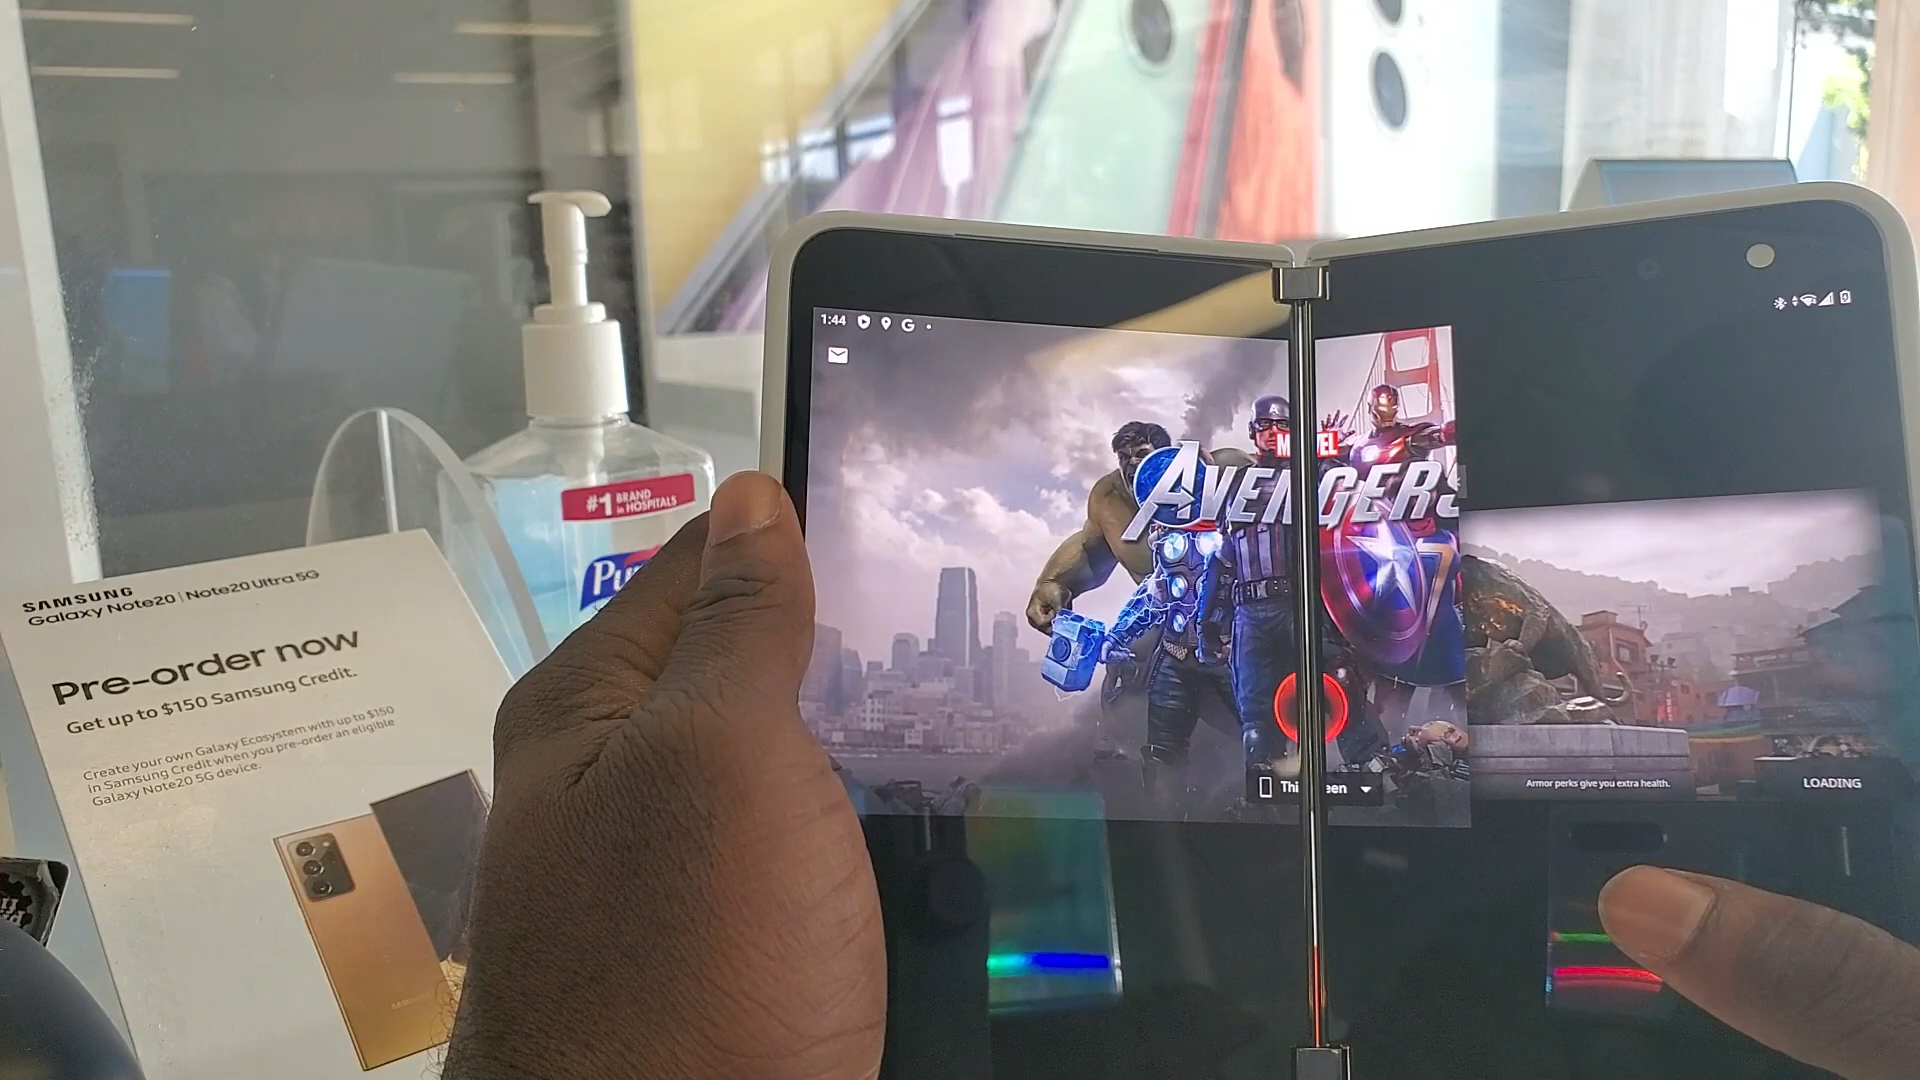 SAMSUNG
Galaxy Note20 | Note20 Ultra 5G
Pre-order now
Get up to $150 Samsung Credit.
Create your own Galaxy Ecosystem with up to $150
in Samsung Credit when you pre-order an eligible
Galaxy Note20 5G device.
#1 BRAND
in HOSPITALS
1:44
AVENGERS
Armor perks give you extra health.
LOADING